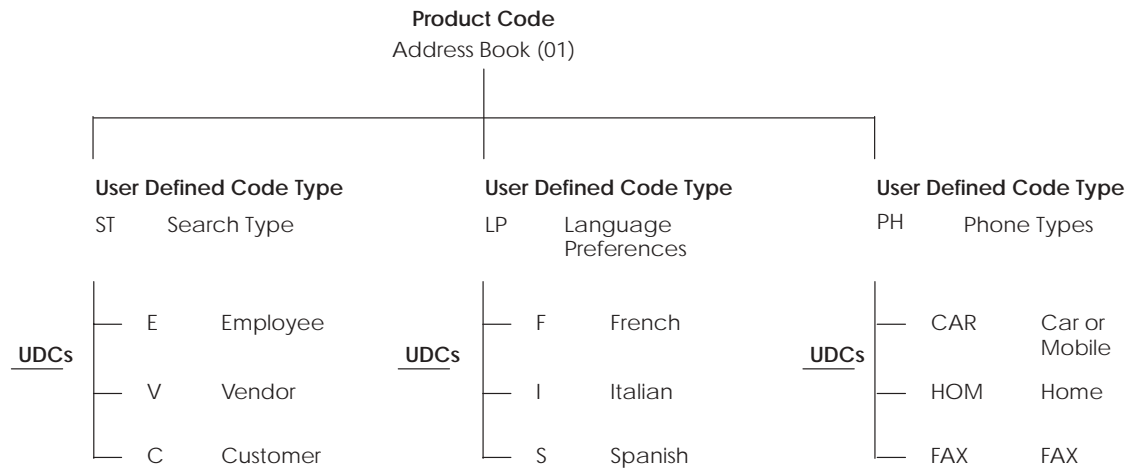 Product Code
Address Book (01)
User Defined Code Type
ST Search Type
UDCs
E Employee
V Vendor
C Customer
User Defined Code Type
LP Language
Preferences
UDCs
F French
I Italian
S Spanish
User Defined Code Type
PH Phone Types
UDCs
CAR Car or
Mobile
HOM Home
FAX FAX